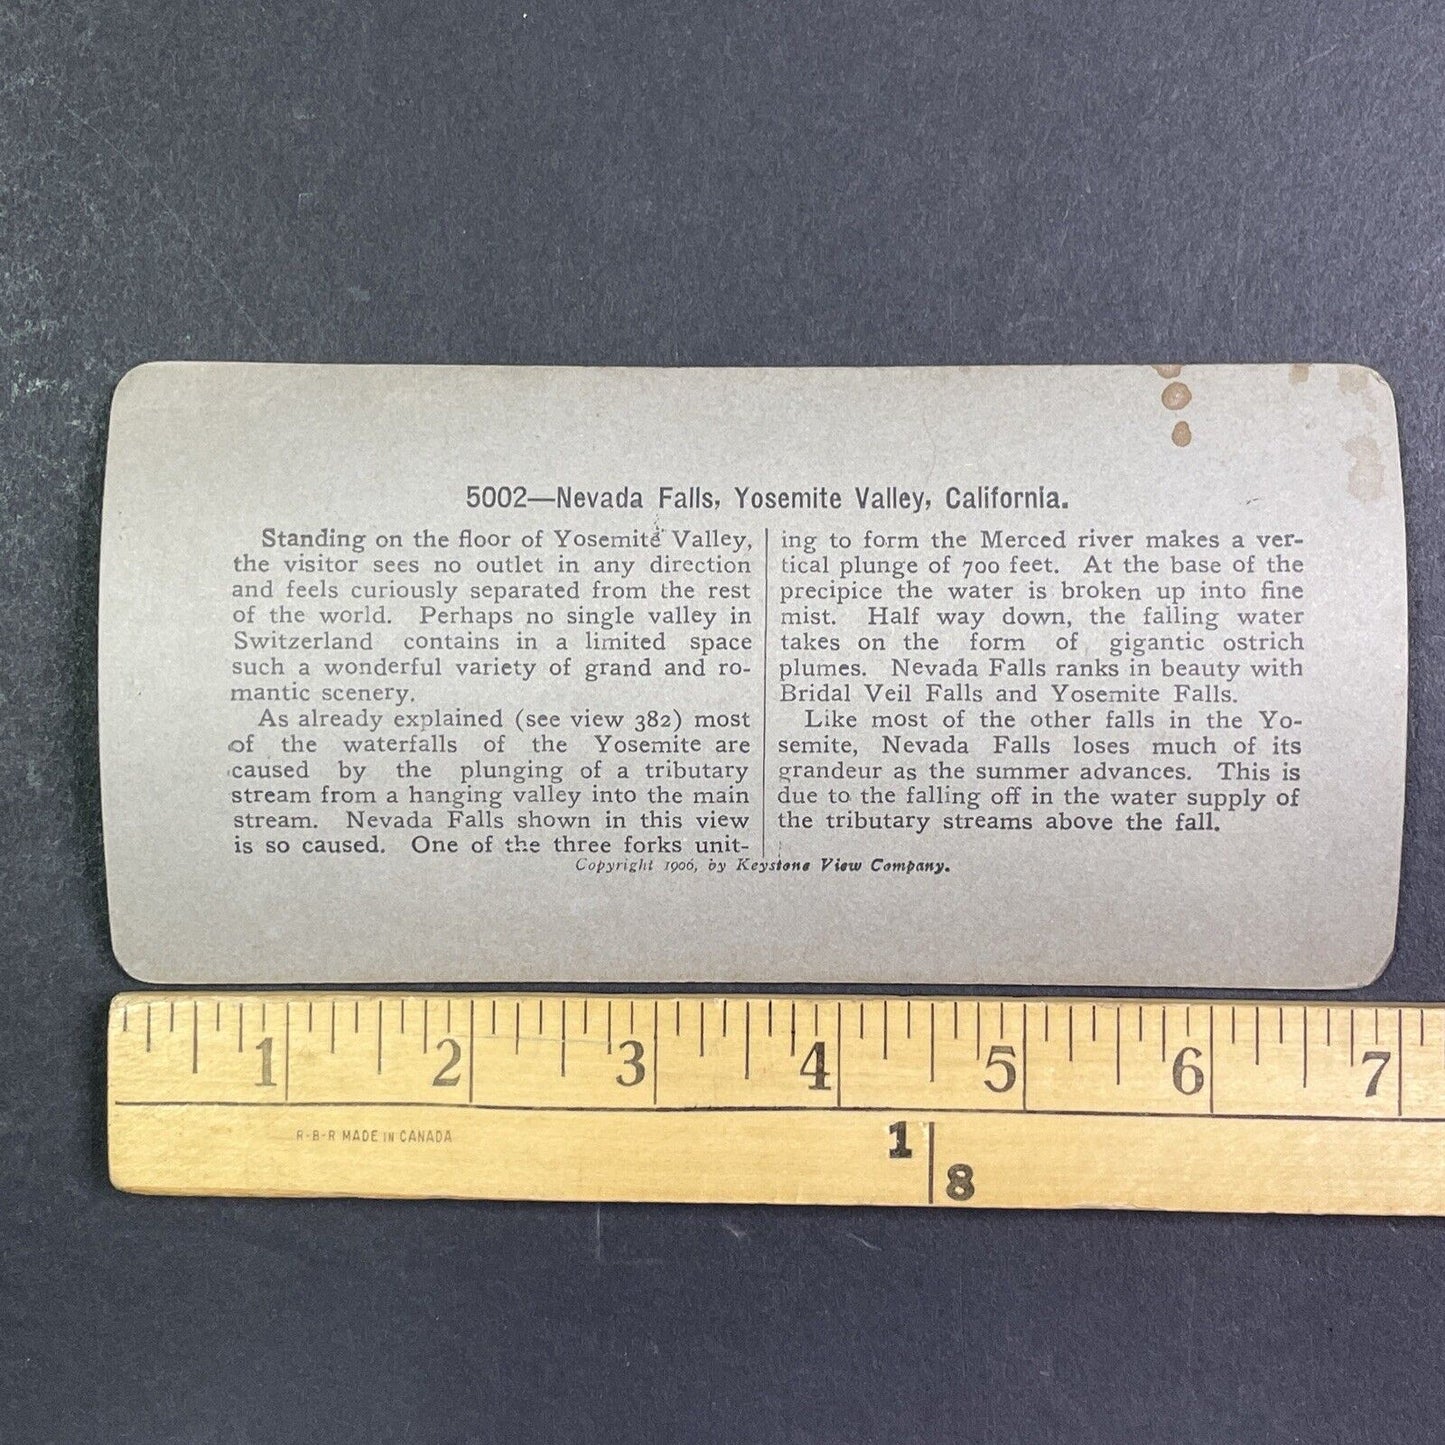 5002—Nevada Falls, Yosemite Valley, California.
Standing on the floor of Yosemite Valley,
the visitor sees no outlet in any direction
and feels curiously separated from the rest
of the world. Perhaps no single valley in
Switzerland contains in a limited space
such a wonderful variety of grand and ro-
mantic scenery.
As already explained (see view 382) most
of the waterfalls of the Yosemite are
caused by the plunging of a tributary
stream from a hanging valley into the main
stream. Nevada Falls shown in this view
is so caused. One of the three forks unit-
ing to form the Merced river makes a ver-
tical plunge of 700 feet. At the base of the
precipice the water is broken up into fine
mist. Half way down, the falling water
takes on the form of gigantic ostrich
plumes. Nevada Falls ranks in beauty with
Bridal Veil Falls and Yosemite Falls.
Like most of the other falls in the Yo-
semite, Nevada Falls loses much of its
grandeur as the summer advances. This is
due to the falling off in the water supply of
the tributary streams above the fall.
Copyright 1906, by Keystone View Company.
1 2 3 4 5 6 7
R-B-R MADE IN CANADA
1 8